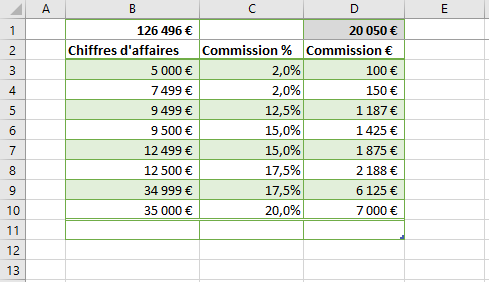 A B C D E
1 126 496 € 20 050 €
2 Chiffres d'affaires Commission % Commission €
3 5 000 € 2,0% 100 €
4 7 499 € 2,0% 150 €
5 9 499 € 12,5% 1 187 €
6 9 500 € 15,0% 1 425 €
7 12 499 € 15,0% 1 875 €
8 12 500 € 17,5% 2 188 €
9 34 999 € 17,5% 6 125 €
10 35 000 € 20,0% 7 000 €
11
12
13